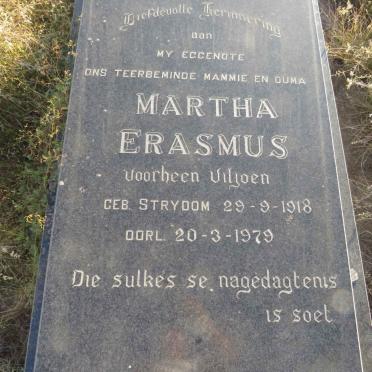 Liefdevolle Herinnering
aan
MY EGGENOTE
ONS TEERBEMINDE MAMMIE EN OUMA
MARTHA
ERASMUS
voorheen Viljoen
GEB. STRYDOM 29-9-1918
OORL. 20-3-1979
Die sulkes se nagedagtenis
is soet